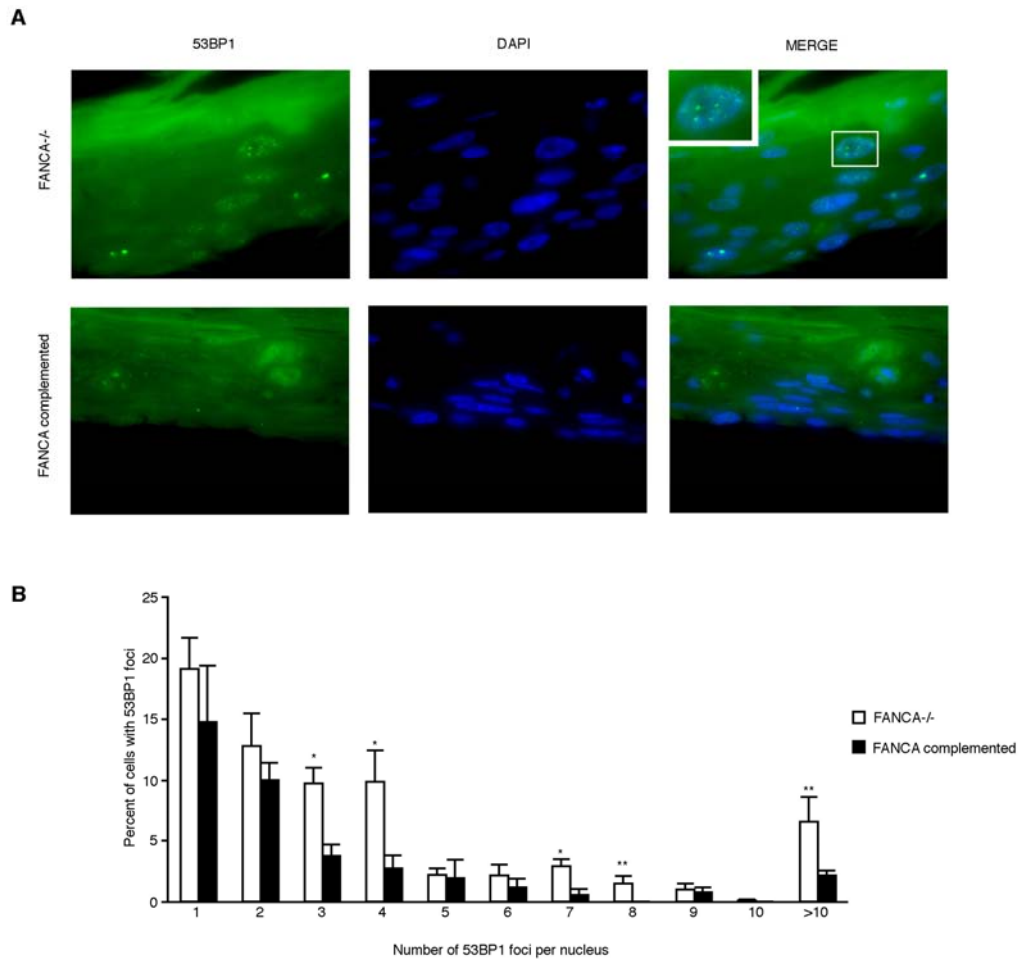 A
53BP1 DAPI MERGE
FANCA-/-
FANCA complemented
B
Percent of cells with 53BP1 foci
25
20
15
10
5
0
* * * ** **
1 2 3 4 5 6 7 8 9 10 >10
Number of 53BP1 foci per nucleus
FANCA-/-
FANCA complemented